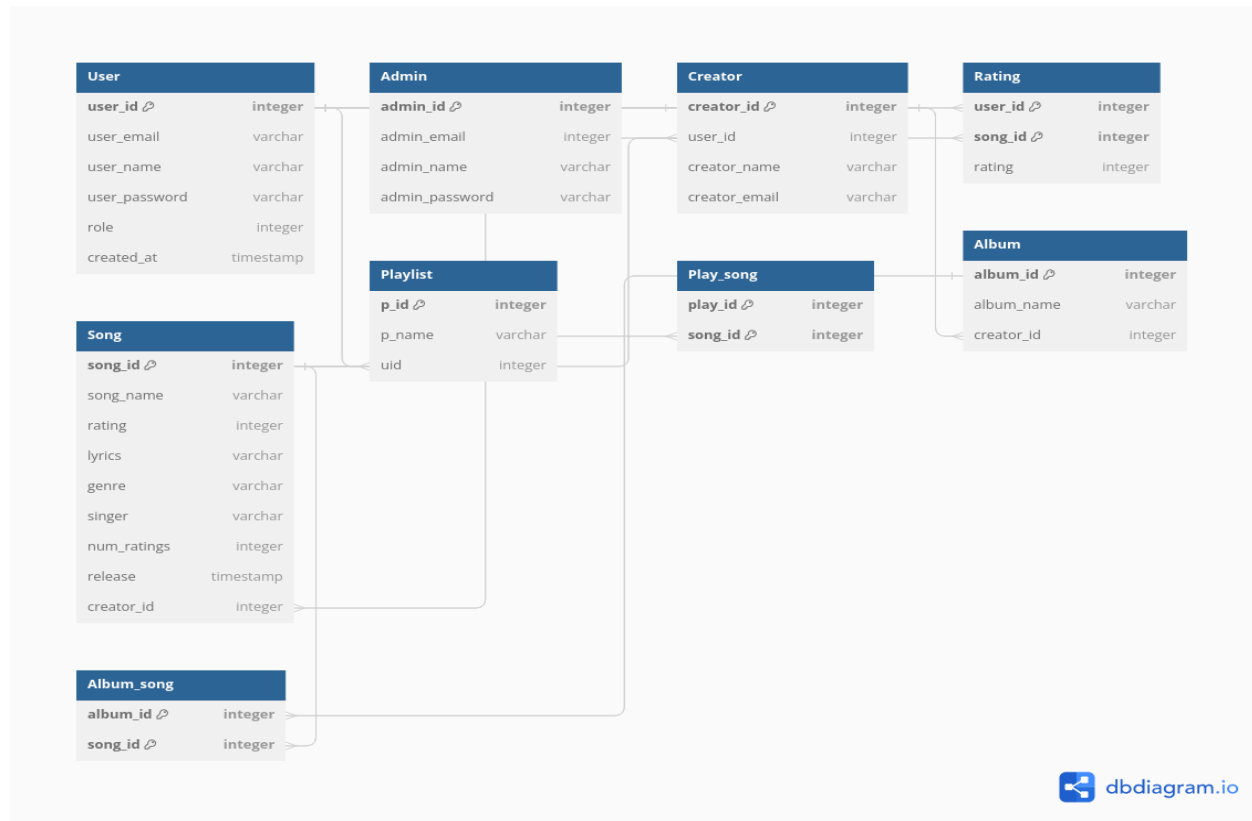 User
user_id integer
user_email varchar
user_name varchar
user_password varchar
role integer
created_at timestamp
Admin
admin_id integer
admin_email integer
admin_name varchar
admin_password varchar
Creator
creator_id integer
user_id integer
creator_name varchar
creator_email varchar
Rating
user_id integer
song_id integer
rating integer
Album
album_id integer
album_name varchar
creator_id integer
Playlist
p_id integer
p_name varchar
uid integer
Play_song
play_id integer
song_id integer
Song
song_id integer
song_name varchar
rating integer
lyrics varchar
genre varchar
singer varchar
num_ratings integer
release timestamp
creator_id integer
Album_song
album_id integer
song_id integer
dbdiagram.io